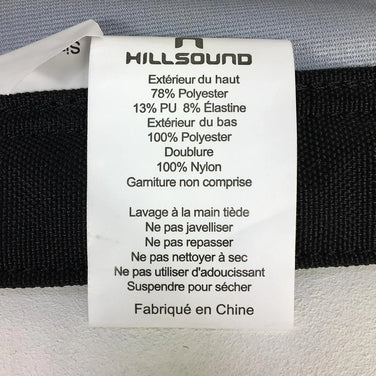 HILLSOUND
Extérieur du haut
78% Polyester
13% PU 8% Élastine
Extérieur du bas
100% Polyester
Doublure
100% Nylon
Garniture non comprise
Lavage à la main tiède
Ne pas javelliser
Ne pas repasser
Ne pas nettoyer à sec
Ne pas utiliser d'adoucissant
Suspendre pour sécher
Fabriqué en Chine